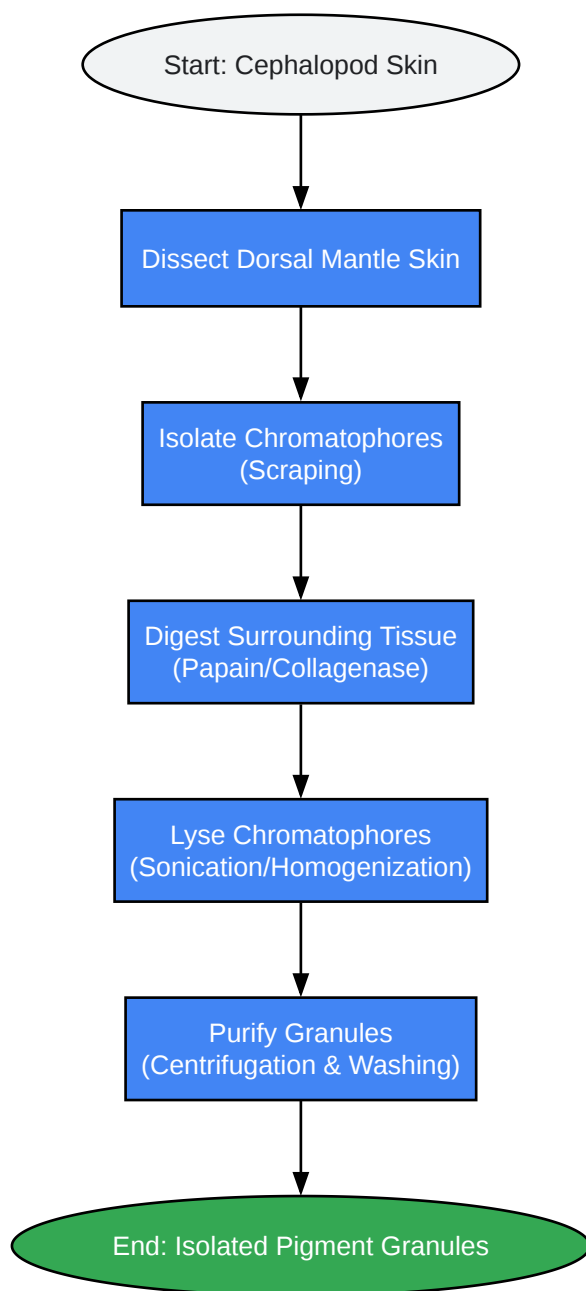 Start: Cephalopod Skin
Dissect Dorsal Mantle Skin
Isolate Chromatophores
(Scraping)
Digest Surrounding Tissue
(Papain/Collagenase)
Lyse Chromatophores
(Sonication/Homogenization)
Purify Granules
(Centrifugation & Washing)
End: Isolated Pigment Granules